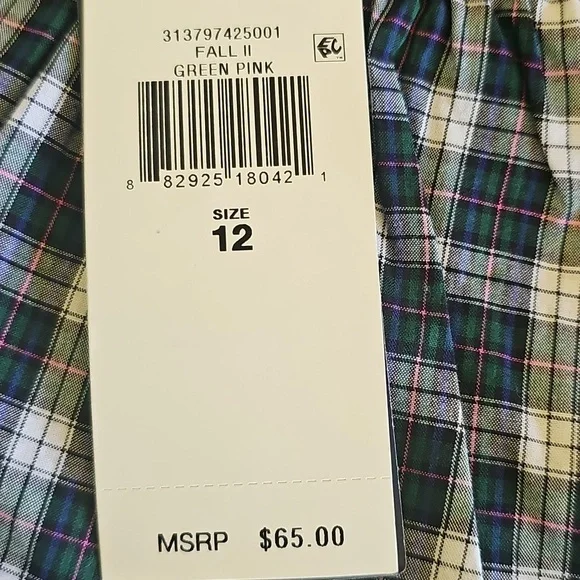 313797425001
FALL II
GREEN PINK
8 82925 18042 1
SIZE
12
MSRP $65.00